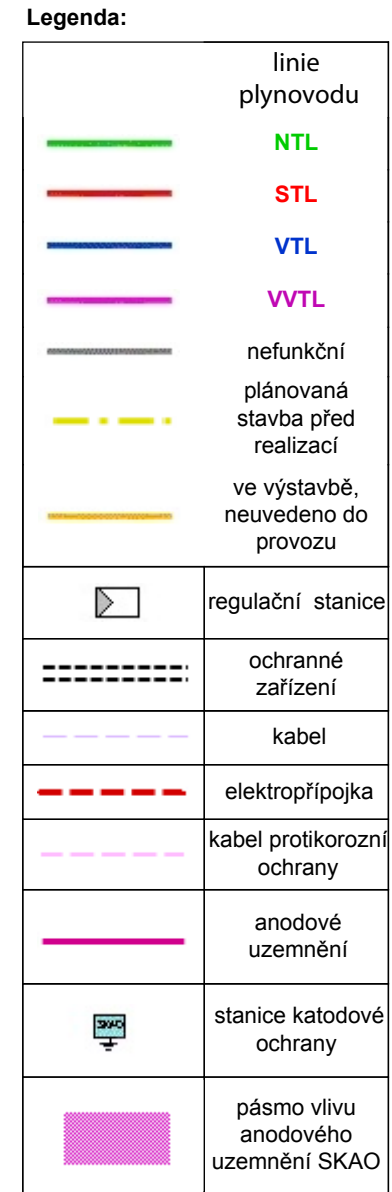 Legenda:
linie
plynovodu
NTL
STL
VTL
VVTL
nefunkční
plánovaná
stavba před
realizací
ve výstavbě,
neuvedeno do
provozu
regulační stanice
ochranné
zařízení
kabel
elektropřípojka
kabel protikorozní
ochrany
anodové
uzemnění
SKAO
stanice katodové
ochrany
pásmo vlivu
anodového
uzemnění SKAO